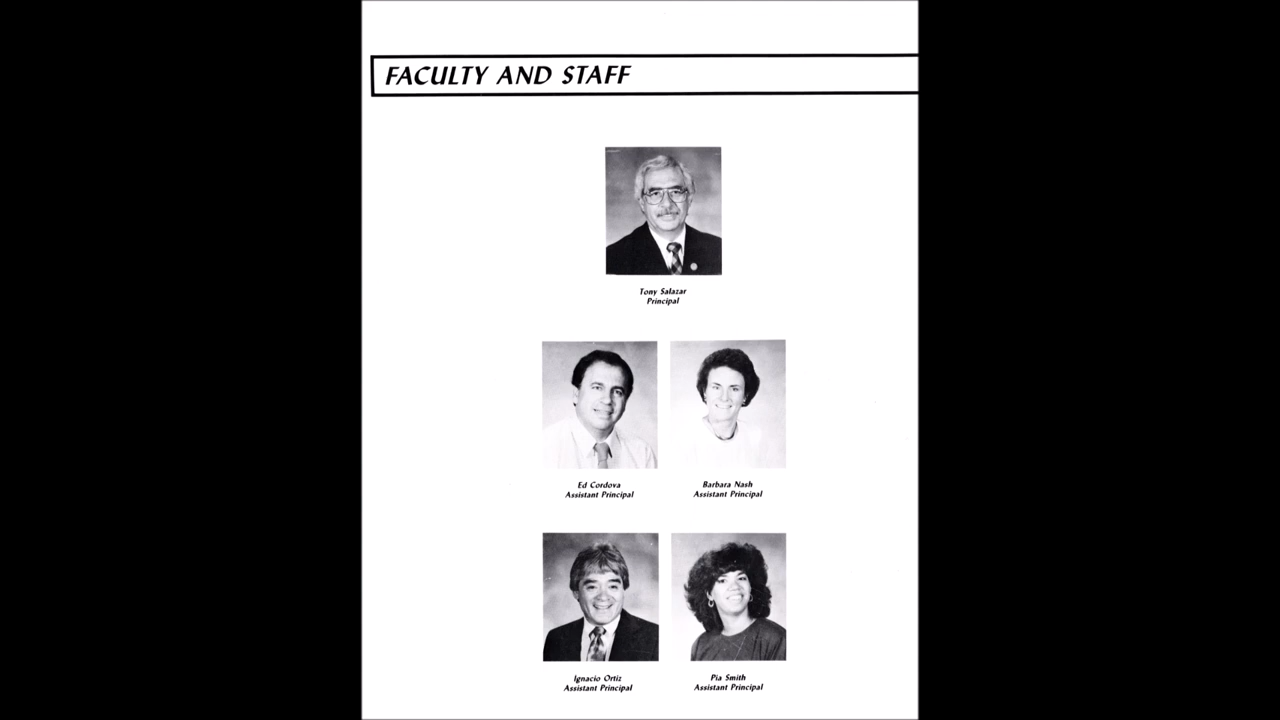 FACULTY AND STAFF
Tony Salazar
Principal
Ed Cordova
Assistant Principal
Barbara Nash
Assistant Principal
Ignacio Ortiz
Assistant Principal
Pia Smith
Assistant Principal